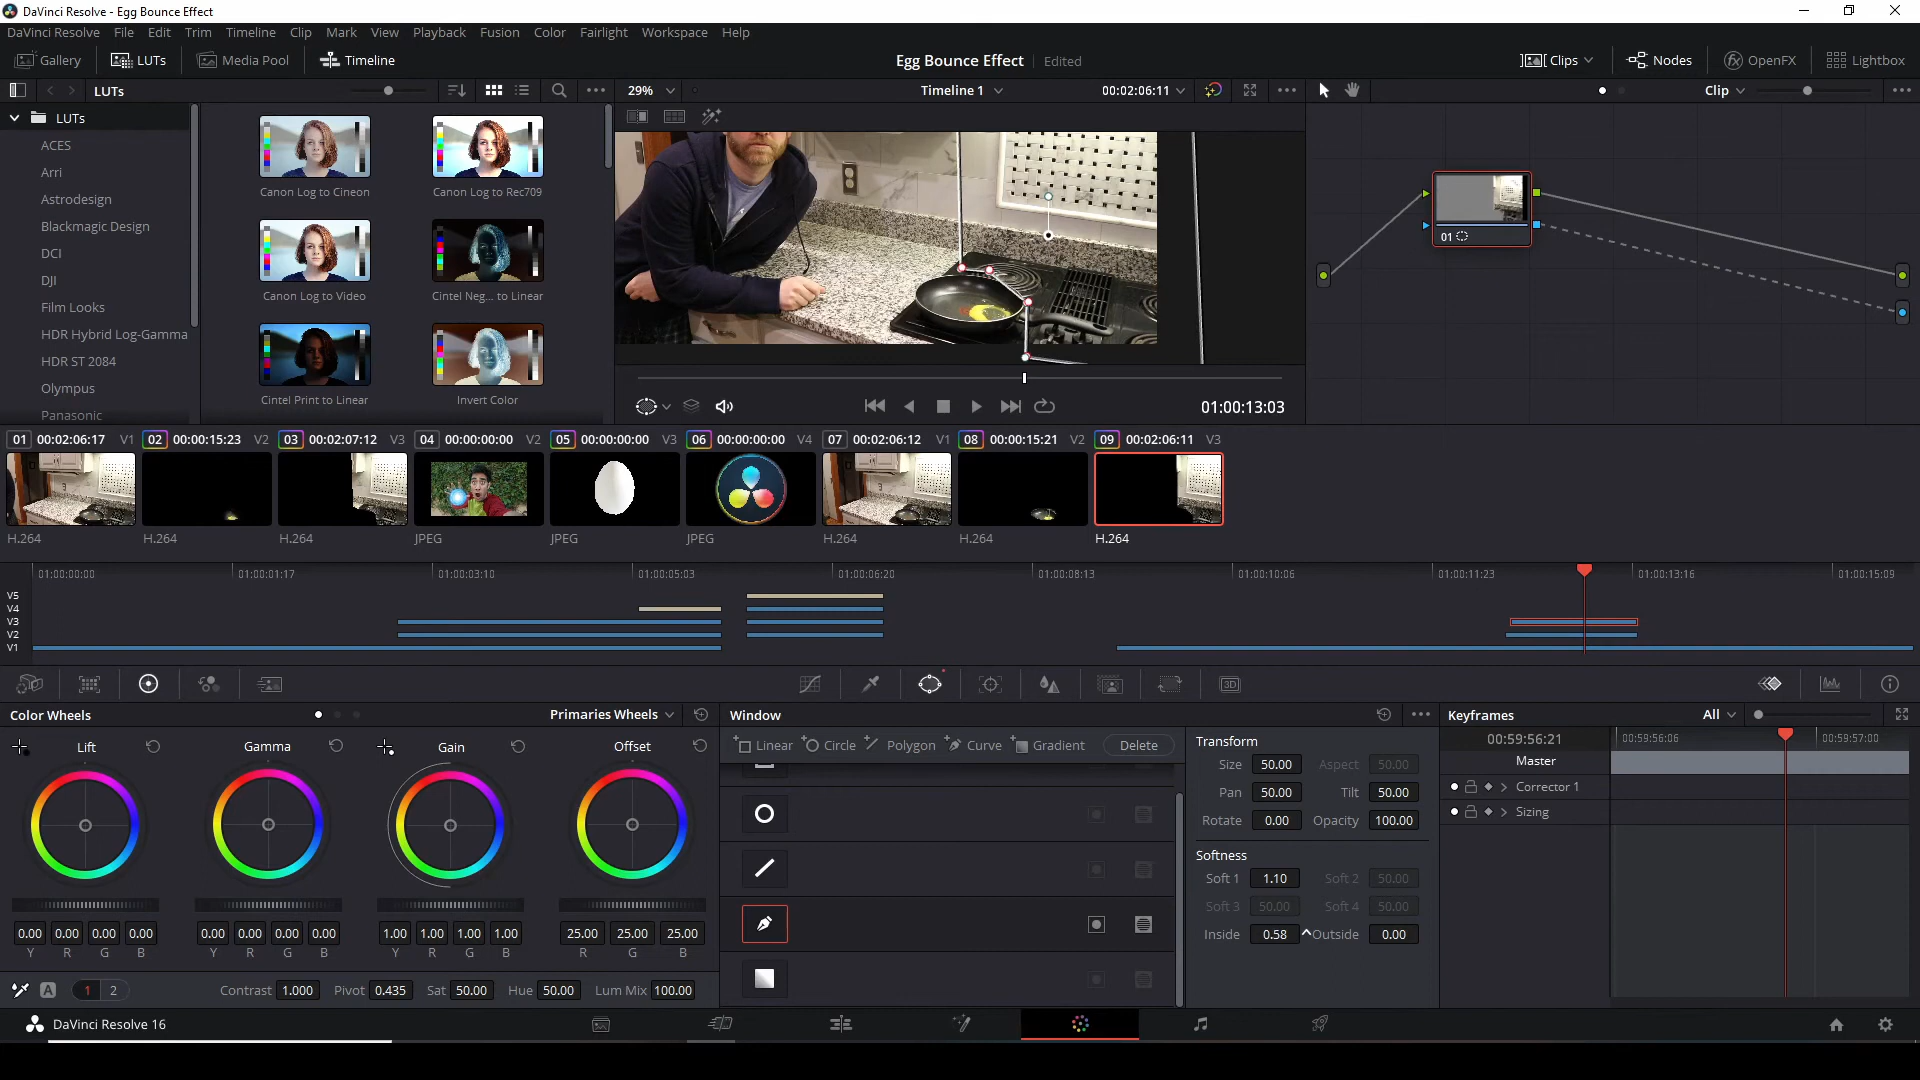 DaVinci Resolve - Egg Bounce Effect
DaVinci Resolve File Edit Trim Timeline Clip Mark View Playback Fusion Color Fairlight Workspace Help
Gallery LUTs Media Pool Timeline Egg Bounce Effect Edited Clips Nodes OpenFX Lightbox
LUTs 29% Timeline 1 00:00:02:06:11 Clip
LUTs
ACES
Arri
Astrodesign
Blackmagic Design
DCI
DJI
Film Looks
HDR Hybrid Log-Gamma
HDR ST 2084
Olympus
Panasonic
Canon Log to Cineon Canon Log to Rec709
Canon Log to Video Cintel Neg... to Linear
Cintel Print to Linear Invert Color
01
01:00:13:03
01 00:02:06:17 V1 02 00:00:15:23 V2 03 00:02:07:12 V3 04 00:00:00:00 V2 05 00:00:00:00 V3 06 00:00:00:00 V4 07 00:02:06:12 V1 08 00:00:15:21 V2 09 00:02:06:11 V3
H.264 H.264 H.264 JPEG JPEG JPEG H.264 H.264 H.264
01:00:00:00 01:00:01:17 01:00:03:10 01:00:05:03 01:00:06:20 01:00:08:13 01:00:10:06 01:00:11:23 01:00:13:16 01:00:15:09
V5
V4
V3
V2
V1
3D
Color Wheels Primaries Wheels
Lift Gamma Gain Offset
0.00 0.00 0.00 0.00 0.00 0.00 0.00 0.00 1.00 1.00 1.00 1.00 25.00 25.00 25.00
Y R G B Y R G B Y R G B R G B
A 1 2 Contrast 1.000 Pivot 0.435 Sat 50.00 Hue 50.00 Lum Mix 100.00
Window
Linear Circle Polygon Curve Gradient Delete
Transform
Size 50.00 Aspect 50.00
Pan 50.00 Tilt 50.00
Rotate 0.00 Opacity 100.00
Softness
Soft 1 1.10 Soft 2 50.00
Soft 3 50.00 Soft 4 50.00
Inside 0.58 Outside 0.00
Keyframes All
00:59:56:21 00:59:56:06 00:59:57:00
Master
Corrector 1
Sizing
DaVinci Resolve 16